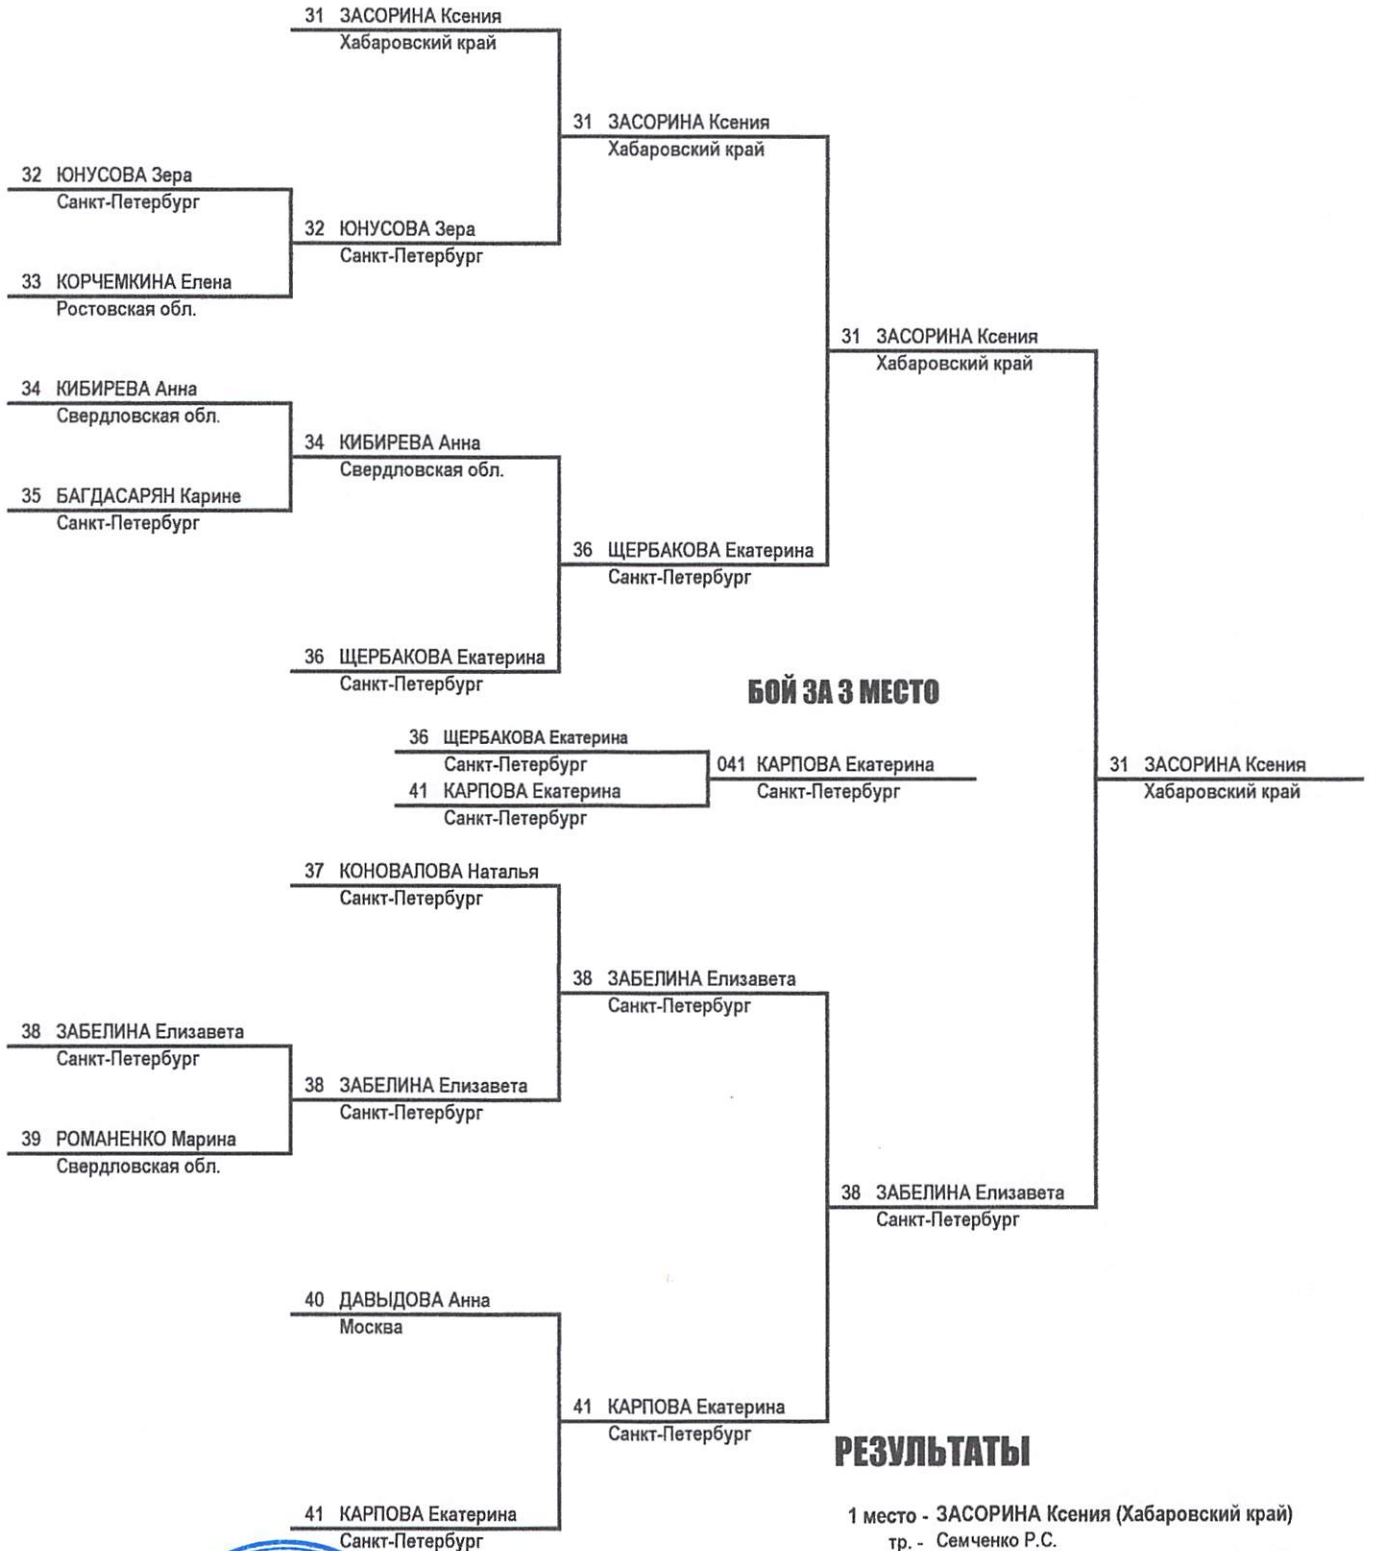 31 ЗАСОРИНА Ксения
Хабаровский край
31 ЗАСОРИНА Ксения
Хабаровский край
32 ЮНУСОВА Зера
Санкт-Петербург
32 ЮНУСОВА Зера
Санкт-Петербург
33 КОРЧЕМКИНА Елена
Ростовская обл.
31 ЗАСОРИНА Ксения
Хабаровский край
34 КИБИРЕВА Анна
Свердловская обл.
34 КИБИРЕВА Анна
Свердловская обл.
35 БАГДАСАРЯН Карине
Санкт-Петербург
36 ЩЕРБАКОВА Екатерина
Санкт-Петербург
36 ЩЕРБАКОВА Екатерина
Санкт-Петербург
БОЙ ЗА 3 МЕСТО
36 ЩЕРБАКОВА Екатерина
Санкт-Петербург
041 КАРПОВА Екатерина
Санкт-Петербург
41 КАРПОВА Екатерина
Санкт-Петербург
31 ЗАСОРИНА Ксения
Хабаровский край
37 КОНОВАЛОВА Наталья
Санкт-Петербург
38 ЗАБЕЛИНА Елизавета
Санкт-Петербург
38 ЗАБЕЛИНА Елизавета
Санкт-Петербург
38 ЗАБЕЛИНА Елизавета
Санкт-Петербург
39 РОМАНЕНКО Марина
Свердловская обл.
38 ЗАБЕЛИНА Елизавета
Санкт-Петербург
40 ДАВЫДОВА Анна
Москва
41 КАРПОВА Екатерина
Санкт-Петербург
41 КАРПОВА Екатерина
Санкт-Петербург
РЕЗУЛЬТАТЫ
1 место - ЗАСОРИНА Ксения (Хабаровский край)
тр. - Семченко Р.С.